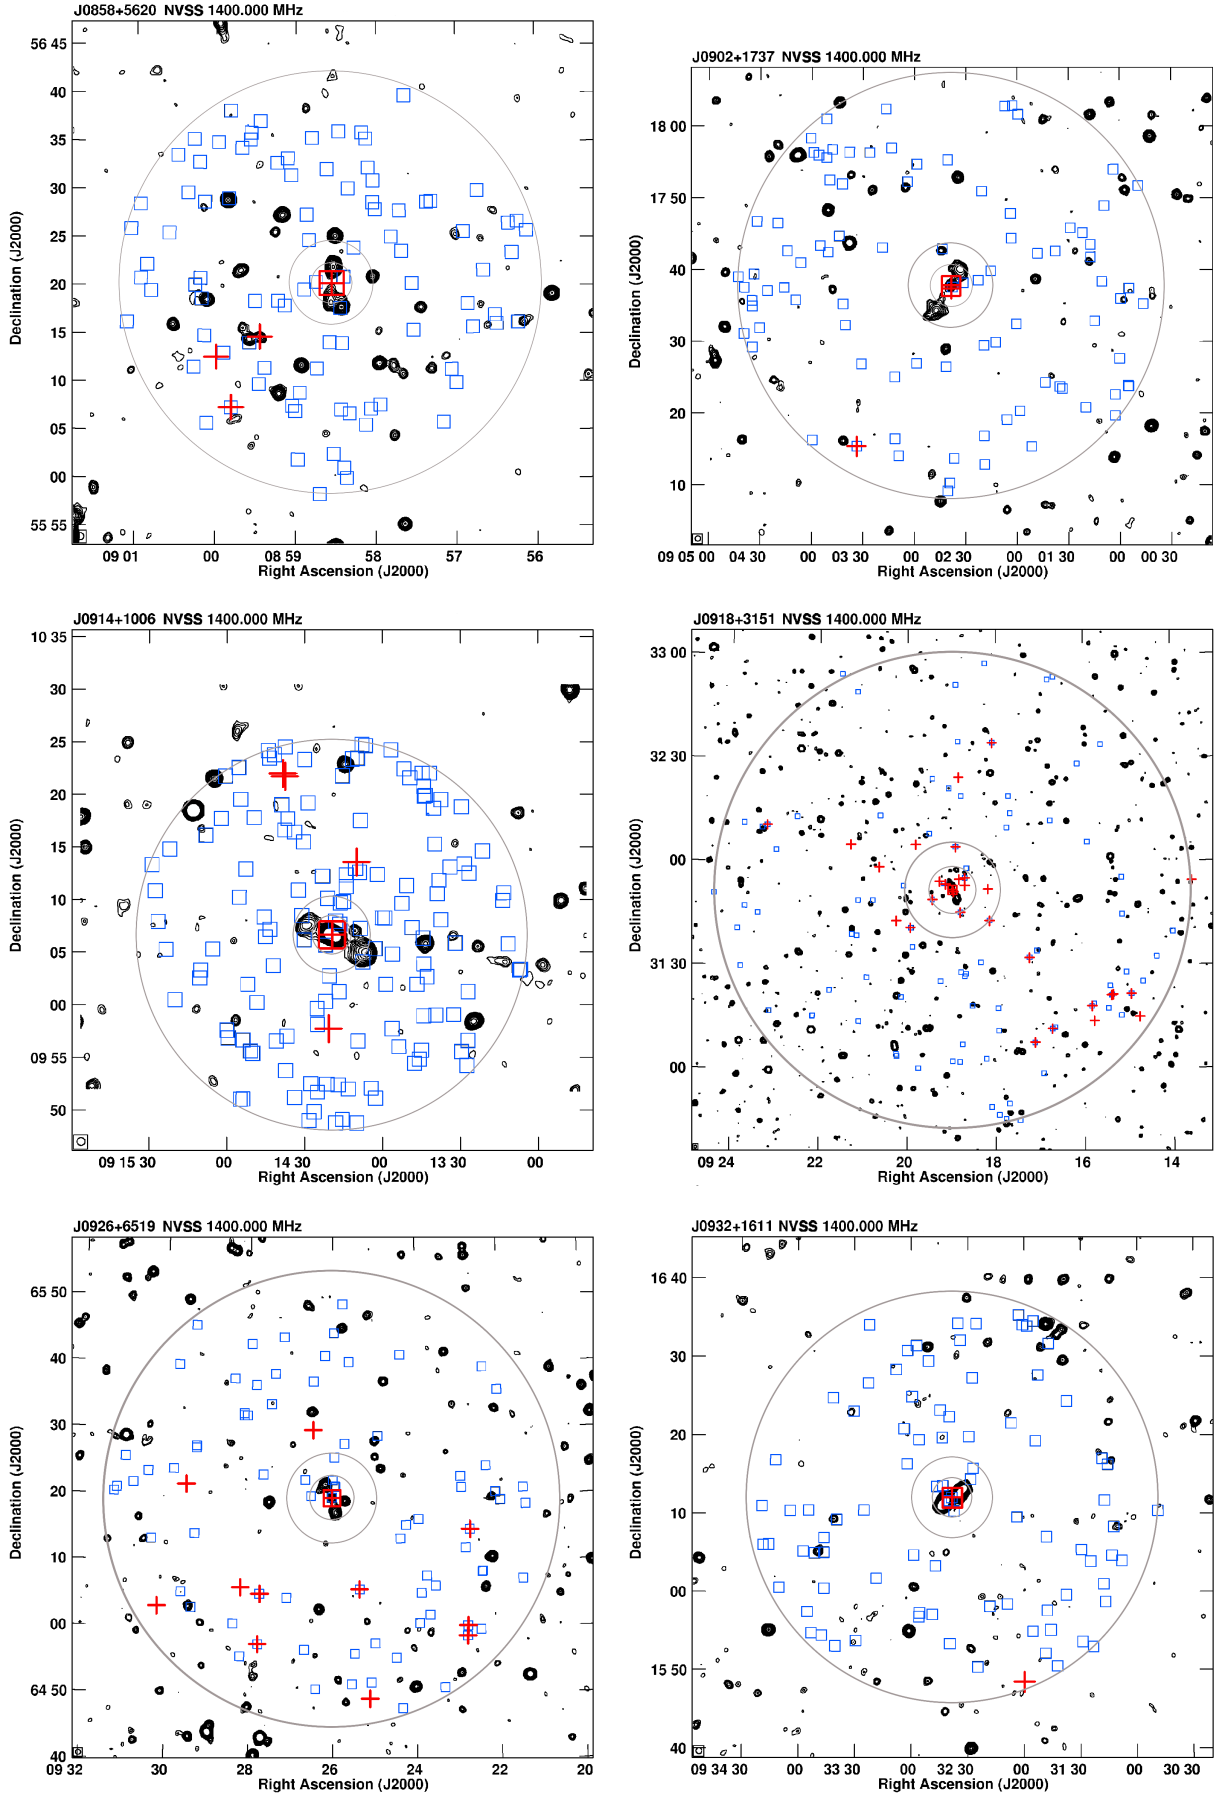 J0858+5620 NVSS 1400.000 MHz
56 45
40
35
30
25
20
15
10
05
00
55 55
Declination (J2000)
09 01 00 08 59 58 57 56
Right Ascension (J2000)
J0902+1737 NVSS 1400.000 MHz
18 00
17 50
40
30
20
10
Declination (J2000)
09 05 00 04 30 00 03 30 00 02 30 00 01 30 00 00 30
Right Ascension (J2000)
J0914+1006 NVSS 1400.000 MHz
10 35
30
25
20
15
10
05
00
09 55
50
Declination (J2000)
09 15 30 00 14 30 00 13 30 00
Right Ascension (J2000)
J0918+3151 NVSS 1400.000 MHz
33 00
32 30
00
31 30
00
Declination (J2000)
09 24 22 20 18 16 14
Right Ascension (J2000)
J0926+6519 NVSS 1400.000 MHz
65 50
40
30
20
10
00
64 50
40
Declination (J2000)
09 32 30 28 26 24 22 20
Right Ascension (J2000)
J0932+1611 NVSS 1400.000 MHz
16 40
30
20
10
00
15 50
40
Declination (J2000)
09 34 30 00 33 30 00 32 30 00 31 30 00 30 30
Right Ascension (J2000)